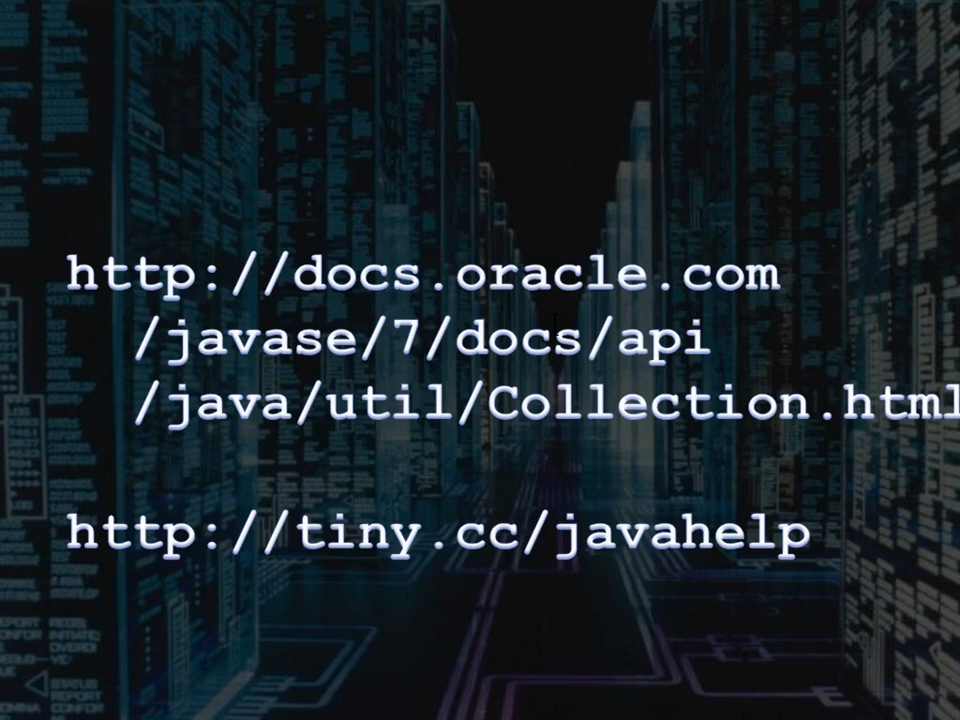 http://docs.oracle.com
/javase/7/docs/api
/java/util/Collection.html
http://tiny.cc/javahelp